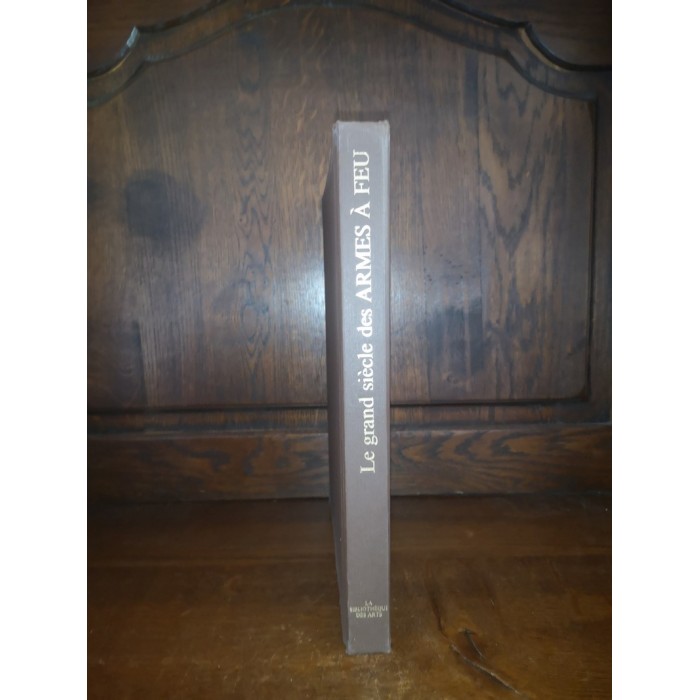 Le grand siècle des ARMES À FEU
LA
BIBLIOTHÈQUE
DES ARTS